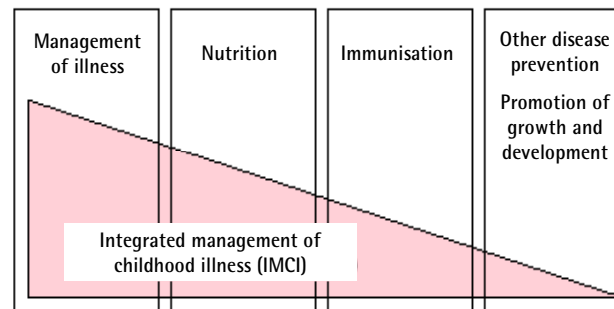 Management
of illness
Nutrition
Immunisation
Other disease
prevention
Promotion of
growth and
development
Integrated management of
childhood illness (IMCI)